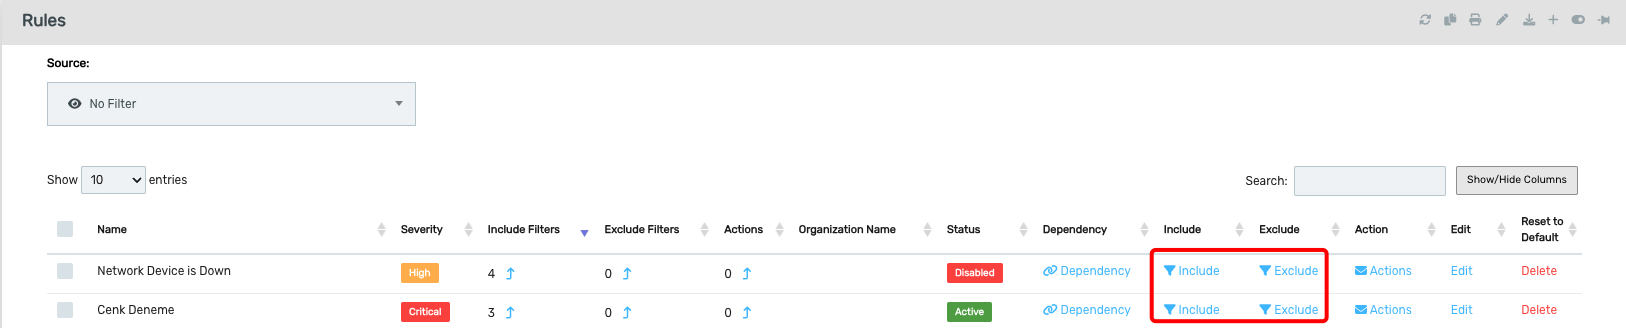 Rules
Source:
No Filter
Show 10 entries
Search: Show/Hide Columns
Name Severity Include Filters Exclude Filters Actions Organization Name Status Dependency Include Exclude Action Edit Reset to Default
Network Device is Down High 4 0 0 Disabled Dependency Include Exclude Actions Edit Delete
Cenk Deneme Critical 3 0 0 Active Dependency Include Exclude Actions Edit Delete